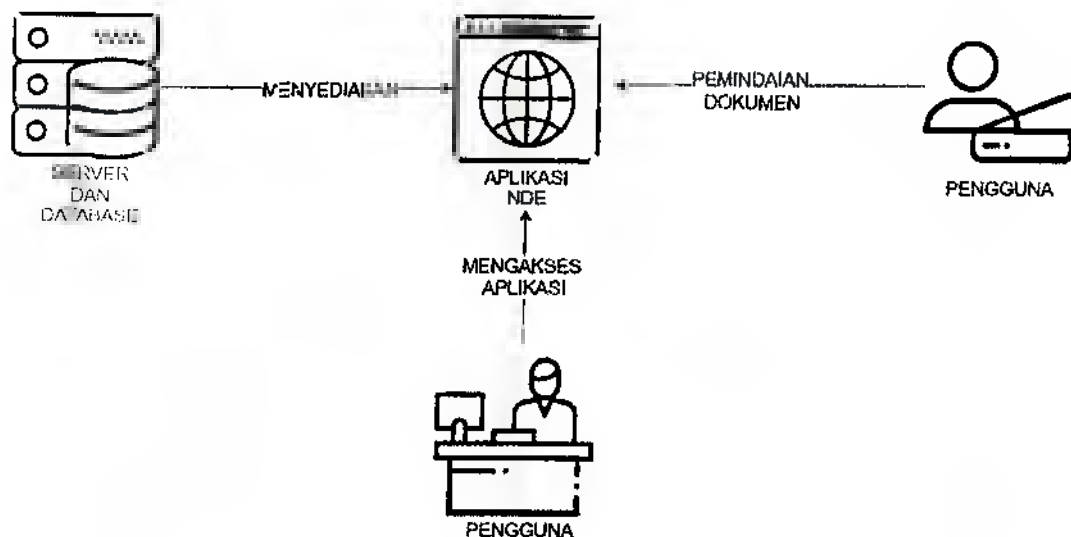 MENYEDIAKAN
PEMINDAIAN
DOKUMEN
SERVER
DAN
DATABASE
APLIKASI
NDE
PENGGUNA
MENGAKSES
APLIKASI
PENGGUNA